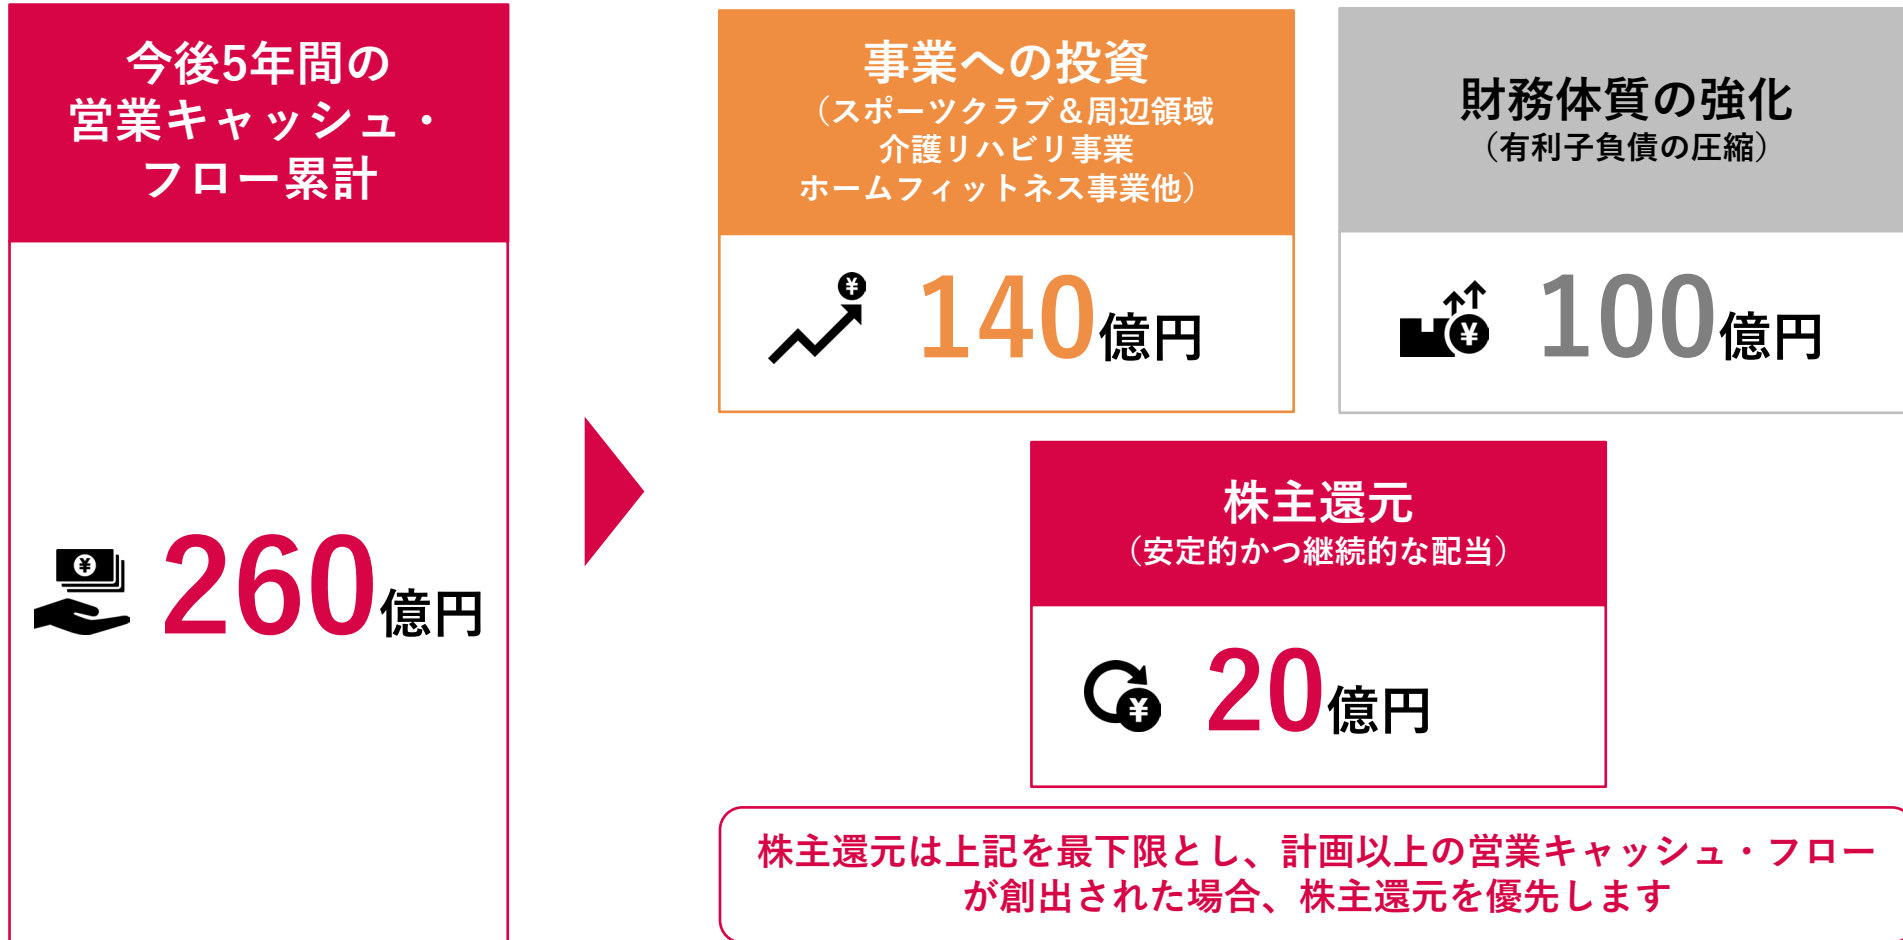 今後5年間の
営業キャッシュ・
フロー累計
¥
260億円
事業への投資
（スポーツクラブ＆周辺領域
介護リハビリ事業
ホームフィットネス事業他）
¥
140億円
財務体質の強化
（有利子負債の圧縮）
¥
100億円
株主還元
（安定的かつ継続的な配当）
¥
20億円
株主還元は上記を最下限とし、計画以上の営業キャッシュ・フロー
が創出された場合、株主還元を優先します